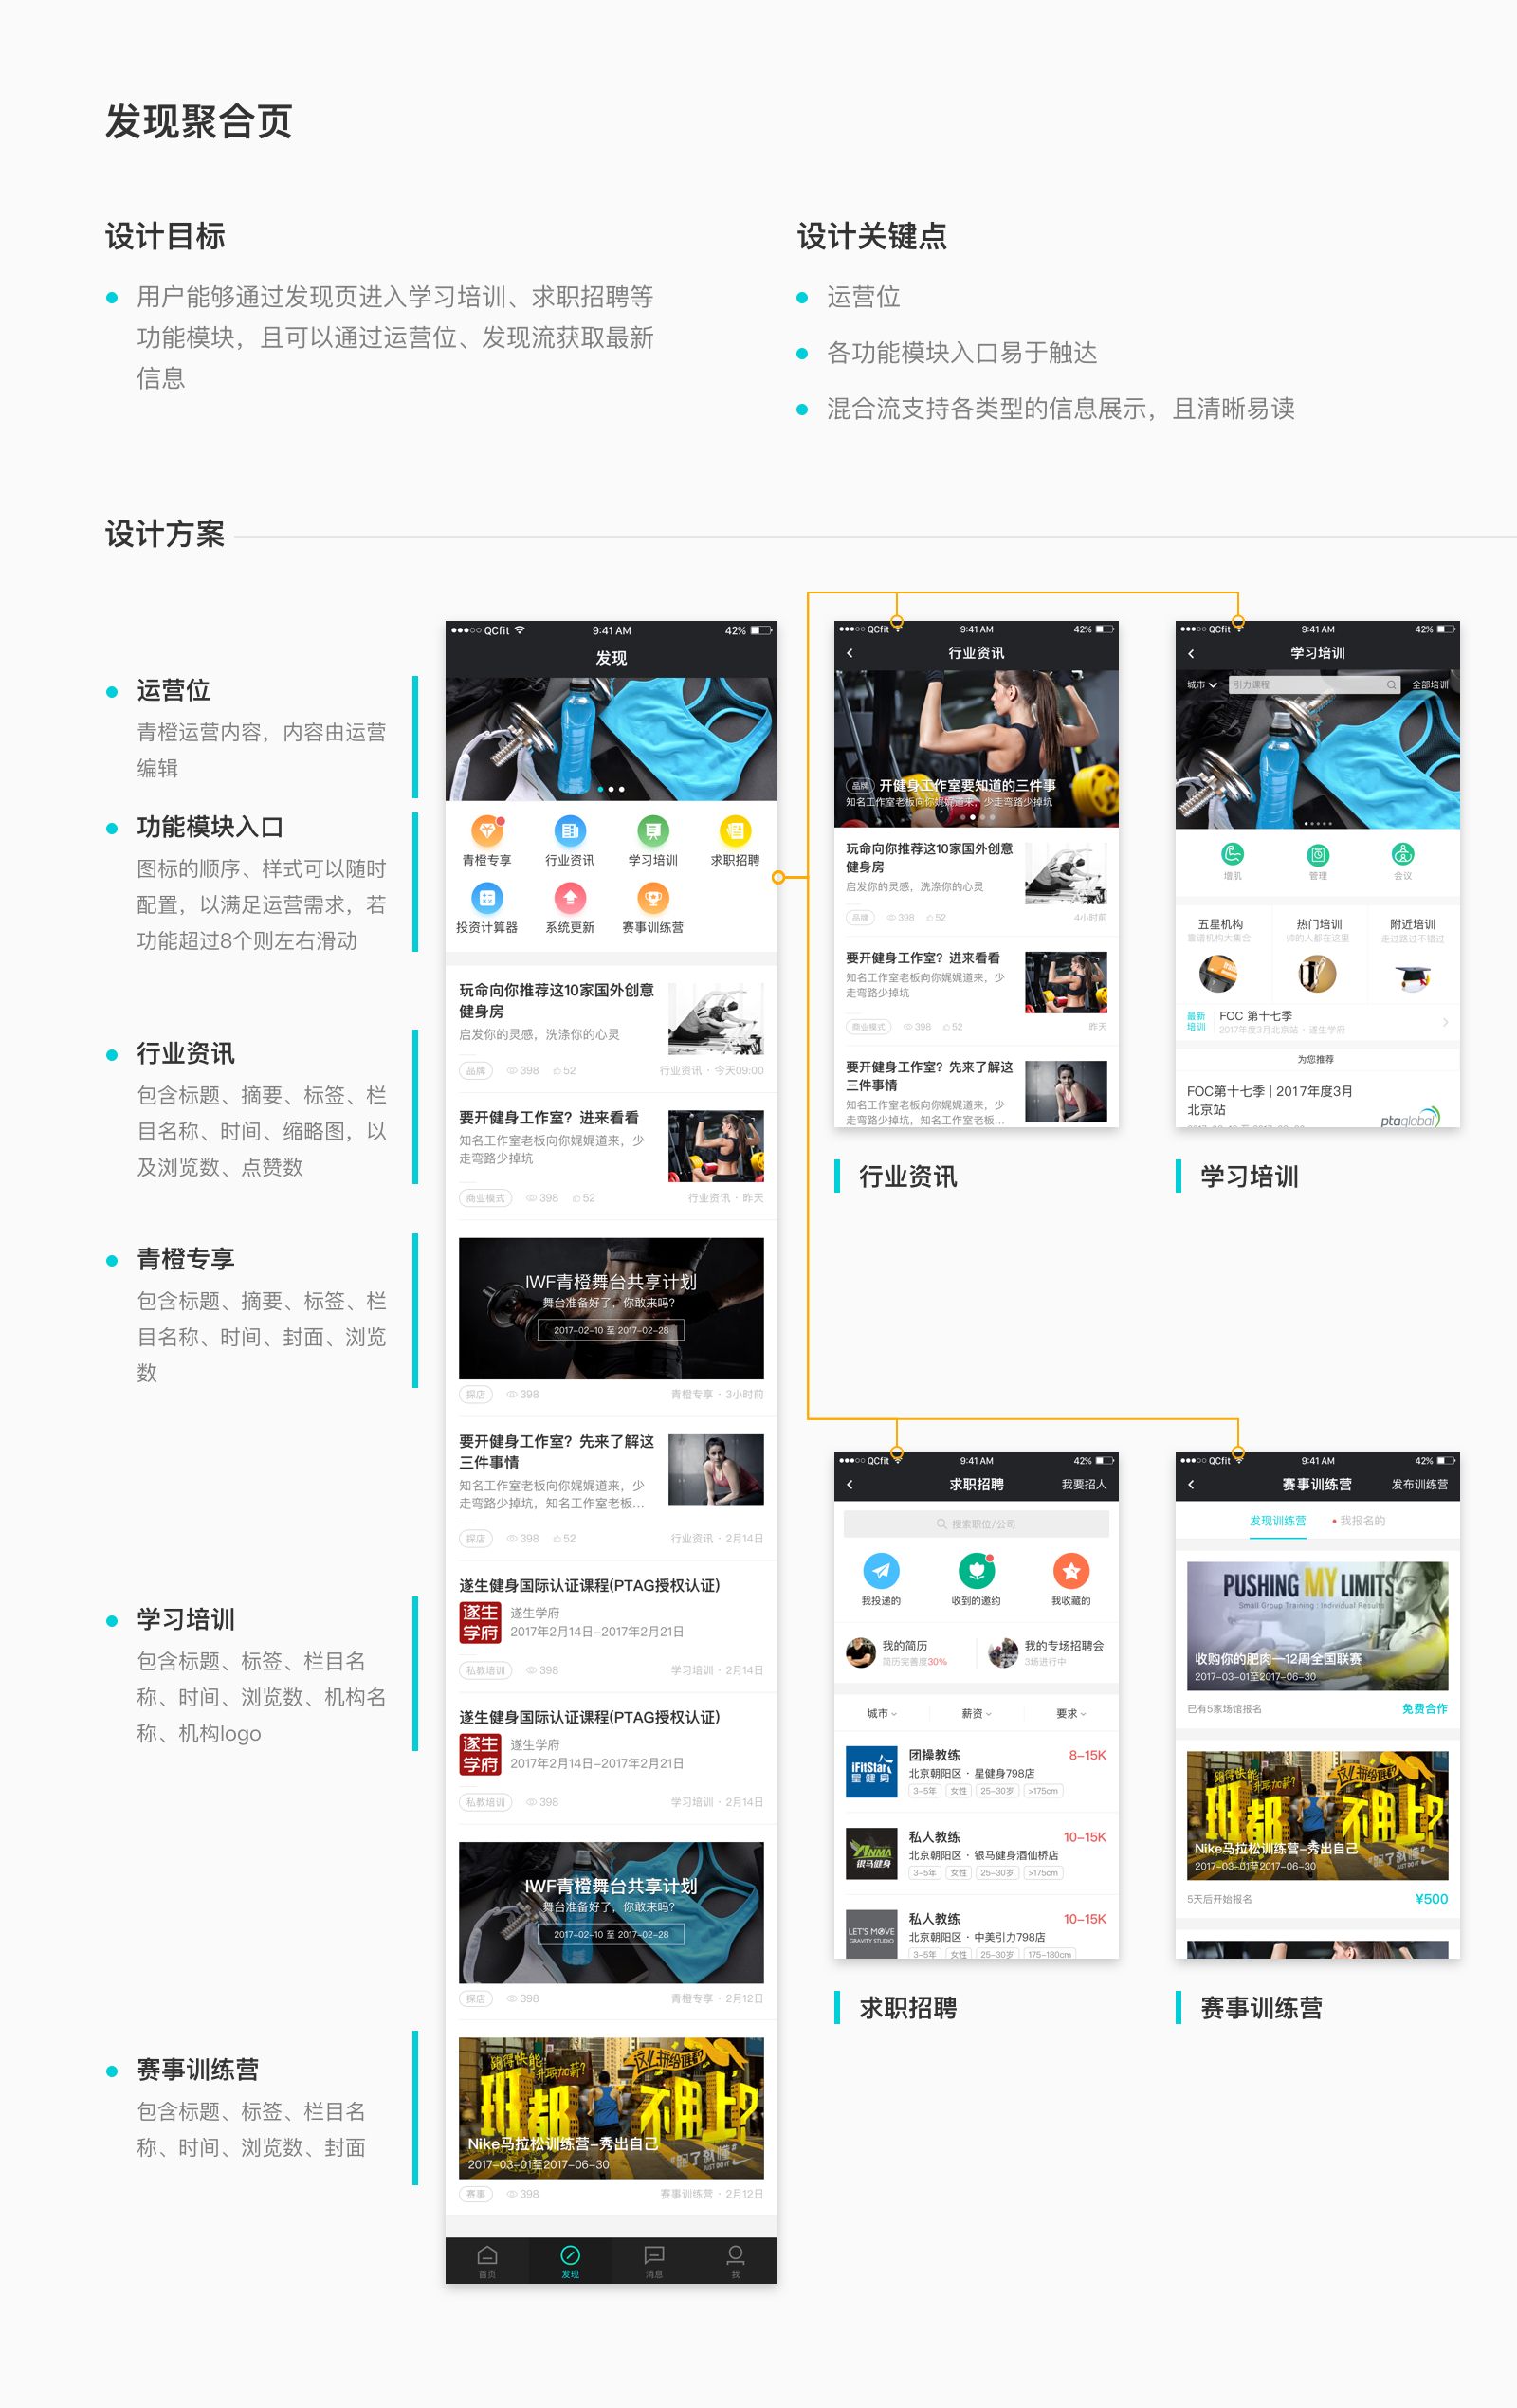 发现聚合页
设计目标
用户能够通过发现页进入学习培训、求职招聘等
功能模块，且可以通过运营位、发现流获取最新
信息
设计关键点
运营位
各功能模块入口易于触达
混合流支持各类型的信息展示，且清晰易读
设计方案
运营位
青橙运营内容，内容由运营
编辑
功能模块入口
图标的顺序、样式可以随时
配置，以满足运营需求，若
功能超过8个则左右滑动
行业资讯
包含标题、摘要、标签、栏
目名称、时间、缩略图，以
及浏览数、点赞数
青橙专享
包含标题、摘要、标签、栏
目名称、时间、封面、浏览
数
学习培训
包含标题、标签、栏目名
称、时间、浏览数、机构名
称、机构logo
赛事训练营
包含标题、标签、栏目名
称、时间、浏览数、封面
QCfit 9:41 AM 42%
发现
青橙专享 行业资讯 学习培训 求职招聘
投资计算器 系统更新 赛事训练营
玩命向你推荐这10家国外创意
健身房
启发你的灵感，洗涤你的心灵
品牌 398 52 行业资讯 · 今天09:00
要开健身工作室？进来看看
知名工作室老板向你娓娓道来，少
走弯路少掉坑
商业模式 398 52 行业资讯 · 昨天
IWF青橙舞台共享计划
舞台准备好了，你敢来吗？
2017-02-10 至 2017-02-28
探店 398 青橙专享 · 3小时前
要开健身工作室？先来了解这
三件事情
知名工作室老板向你娓娓道来，少
走弯路少掉坑，知名工作室老板...
探店 398 52 行业资讯 · 2月14日
遂生健身国际认证课程(PTAG授权认证)
遂生
学府
遂生学府
2017年2月14日-2017年2月21日
私教培训 398 学习培训 · 2月14日
遂生健身国际认证课程(PTAG授权认证)
遂生
学府
遂生学府
2017年2月14日-2017年2月21日
私教培训 398 学习培训 · 2月14日
IWF青橙舞台共享计划
舞台准备好了，你敢来吗？
2017-02-10 至 2017-02-28
探店 398 青橙专享 · 2月12日
跑得快能升职加薪？
这么拼给谁看？
班都不用上？
Nike马拉松训练营-秀出自己
2017-03-01至2017-06-30
#跑了就懂#
JUST DO IT
赛事 398 赛事训练营 · 2月12日
首页 发现 消息 我
QCfit 9:41 AM 42%
行业资讯
品牌 开健身工作室要知道的三件事
知名工作室老板向你娓娓道来，少走弯路少掉坑
玩命向你推荐这10家国外创意
健身房
启发你的灵感，洗涤你的心灵
品牌 398 52 4小时前
要开健身工作室？进来看看
知名工作室老板向你娓娓道来，少
走弯路少掉坑
商业模式 398 52 昨天
要开健身工作室？先来了解这
三件事情
知名工作室老板向你娓娓道来，少
走弯路少掉坑，知名工作室老板...
行业资讯
QCfit 9:41 AM 42%
学习培训
城市 引力课程 全部培训
增肌 管理 会议
五星机构 热门培训 附近培训
靠谱机构大集合 帅的人都在这里 走过路过不错过
最新
培训
FOC 第十七季
2017年度3月北京站 · 遂生学府
为您推荐
FOC第十七季 | 2017年度3月
北京站
ptaglobal
学习培训
QCfit 9:41 AM 42%
求职招聘 我要招人
搜索职位/公司
我投递的 收到的邀约 我收藏的
我的简历
简历完善度30%
我的专场招聘会
3场进行中
城市 薪资 要求
iFitStar
星健身
团操教练 8-15K
北京朝阳区 · 星健身798店
3-5年 女性 25-30岁 >175cm
YINMA
银马健身
私人教练 10-15K
北京朝阳区 · 银马健身酒仙桥店
3-5年 女性 25-30岁 >175cm
LET'S MOVE
GRAVITY STUDIO
私人教练 10-15K
北京朝阳区 · 中美引力798店
3-5年 女性 25-30岁 175-180cm
求职招聘
QCfit 9:41 AM 42%
赛事训练营 发布训练营
发现训练营 我报名的
PUSHING MY LIMITS
Small Group Training : Individual Results
收购你的肥肉—12周全国联赛
2017-03-01至2017-06-30
已有5家场馆报名 免费合作
跑得快能升职加薪？
这么拼给谁看？
班都不用上？
Nike马拉松训练营-秀出自己
2017-03-01至2017-06-30
#跑了就懂#
JUST DO IT
5天后开始报名 ¥500
赛事训练营